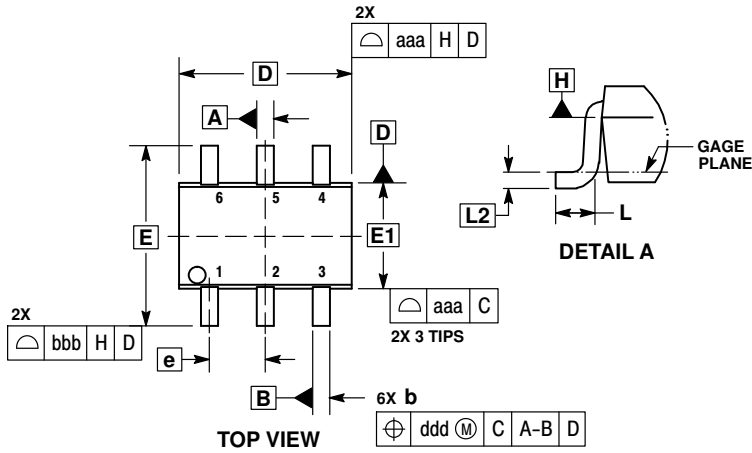 2X
⌓ aaa H D
D
A
D
H
GAGE
PLANE
6 5 4
L2
L
E
E1
DETAIL A
1 2 3
⌓ aaa C
2X 3 TIPS
2X
⌓ bbb H D
e
B
6X b
⌖ ddd Ⓜ C A-B D
TOP VIEW